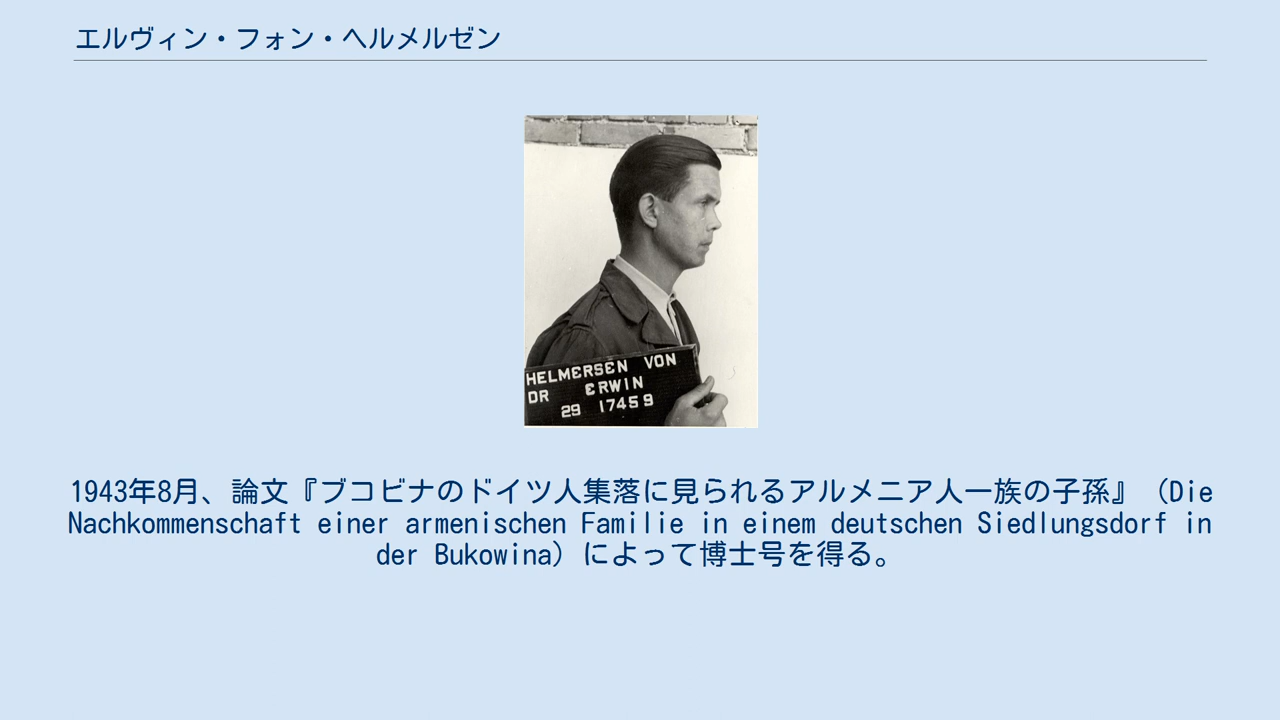 エルヴィン・フォン・ヘルメルゼン
HELMERSEN VON
DR ERWIN
29 17459
1943年8月、論文『ブコビナのドイツ人集落に見られるアルメニア人一族の子孫』（Die
Nachkommenschaft einer armenischen Familie in einem deutschen Siedlungsdorf in
der Bukowina）によって博士号を得る。